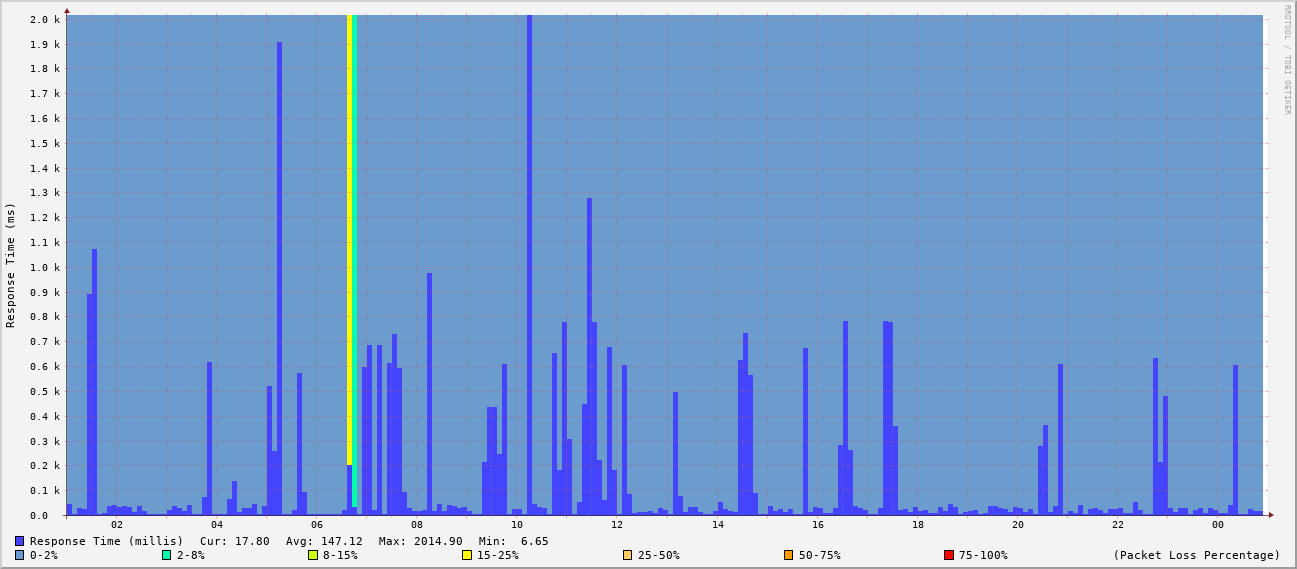 2.0 k
1.9 k
1.8 k
1.7 k
1.6 k
1.5 k
1.4 k
1.3 k
1.2 k
1.1 k
1.0 k
0.9 k
0.8 k
0.7 k
0.6 k
0.5 k
0.4 k
0.3 k
0.2 k
0.1 k
0.0
Response Time (ms)
RRDTOOL / TOBI OETIKER
02 04 06 08 10 12 14 16 18 20 22 00
Response Time (millis) Cur: 17.80 Avg: 147.12 Max: 2014.90 Min: 6.65
0-2% 2-8% 8-15% 15-25% 25-50% 50-75% 75-100% (Packet Loss Percentage)